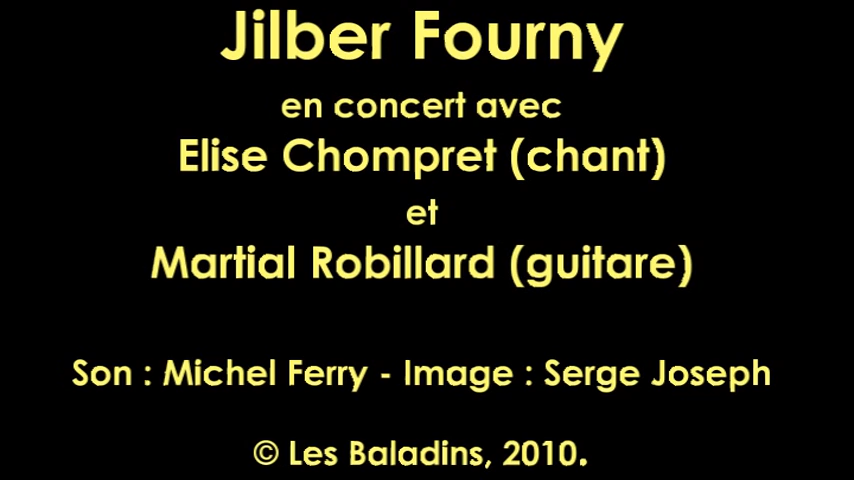 Jilber Fourny
en concert avec
Elise Chompret (chant)
et
Martial Robillard (guitare)
Son : Michel Ferry - Image : Serge Joseph
© Les Baladins, 2010.